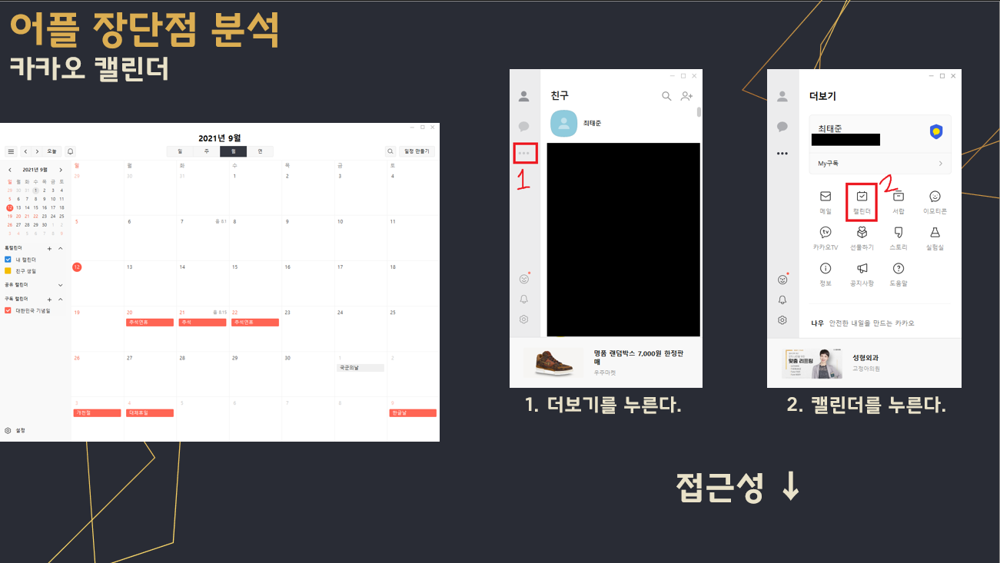 어플 장단점 분석
카카오 캘린더
2021년 9월
오늘
일 주 월 연
일정 만들기
2021년 9월
일 월 화 수 목 금 토
29 30 31 1 2 3 4
5 6 7 8 9 10 11
12 13 14 15 16 17 18
19 20 21 22 23 24 25
26 27 28 29 30 1 2
3 4 5 6 7 8 9
톡캘린더
내 캘린더
친구 생일
공유 캘린더
구독 캘린더
대한민국 기념일
설정
일 월 화 수 목 금 토
29 30 31 1 2 3 4
5 6 7 음 8.1 8 9 10 11
12 13 14 15 16 17 18
19 20 21 음 8.15 22 23 24 25
추석연휴 추석 추석연휴
26 27 28 29 30 1 2
국군의날
3 4 5 6 7 8 9
개천절 대체휴일 한글날
친구
최태준
1
명품 랜덤박스 7,000원 한정판매
우주마켓
1. 더보기를 누른다.
더보기
최태준
My구독
2
메일 캘린더 서랍 이모티콘
카카오TV 선물하기 스토리 실험실
정보 공지사항 도움말
나우 안전한 내일을 만드는 카카오
맞춤 리프팅
성형외과
고정아의원
2. 캘린더를 누른다.
접근성 ↓